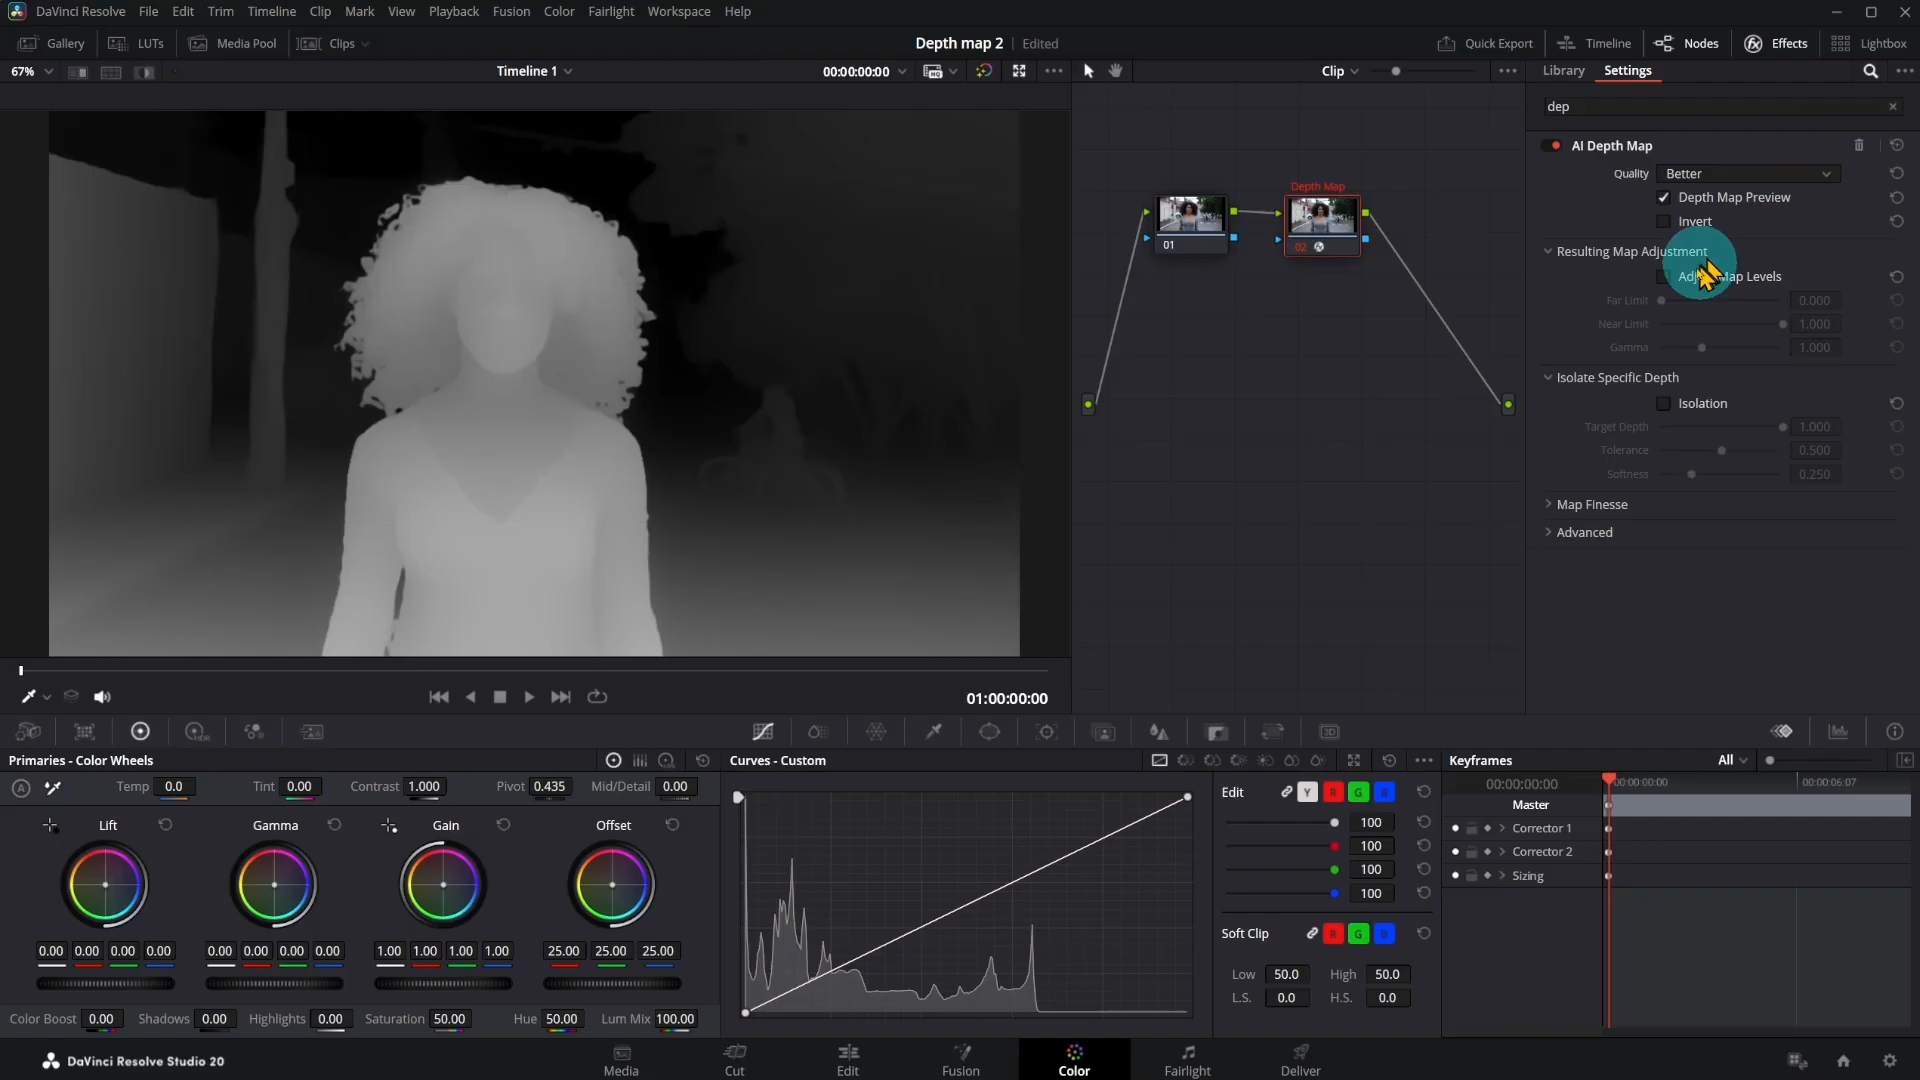 DaVinci Resolve File Edit Trim Timeline Clip Mark View Playback Fusion Color Fairlight Workspace Help
Gallery LUTs Media Pool Clips Depth map 2 Edited Quick Export Timeline Nodes Effects Lightbox
67% Timeline 1 00:00:00:00 Clip Library Settings
dep
AI Depth Map
Quality Better
Depth Map Preview
Invert
Resulting Map Adjustment
Map Levels
Far Limit 0.000
Near Limit 1.000
Gamma 1.000
Isolate Specific Depth
Isolation
Target Depth 1.000
Tolerance 0.500
Softness 0.250
Map Finesse
Advanced
Depth Map
01
02
01:00:00:00
HDR
Primaries - Color Wheels
Temp 0.0 Tint 0.00 Contrast 1.000 Pivot 0.435 Mid/Detail 0.00
Lift Gamma Gain Offset
0.00 0.00 0.00 0.00 0.00 0.00 0.00 0.00 1.00 1.00 1.00 1.00 25.00 25.00 25.00
Color Boost 0.00 Shadows 0.00 Highlights 0.00 Saturation 50.00 Hue 50.00 Lum Mix 100.00
Curves - Custom
Edit Y R G B
100
100
100
100
Soft Clip R G B
Low 50.0 High 50.0
L.S. 0.0 H.S. 0.0
Keyframes All
00:00:00:00 00:00:00:00 00:00:06:07
Master
Corrector 1
Corrector 2
Sizing
DaVinci Resolve Studio 20
Media Cut Edit Fusion Color Fairlight Deliver